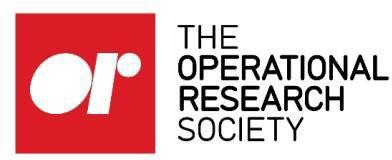 or
THE
OPERATIONAL
RESEARCH
SOCIETY